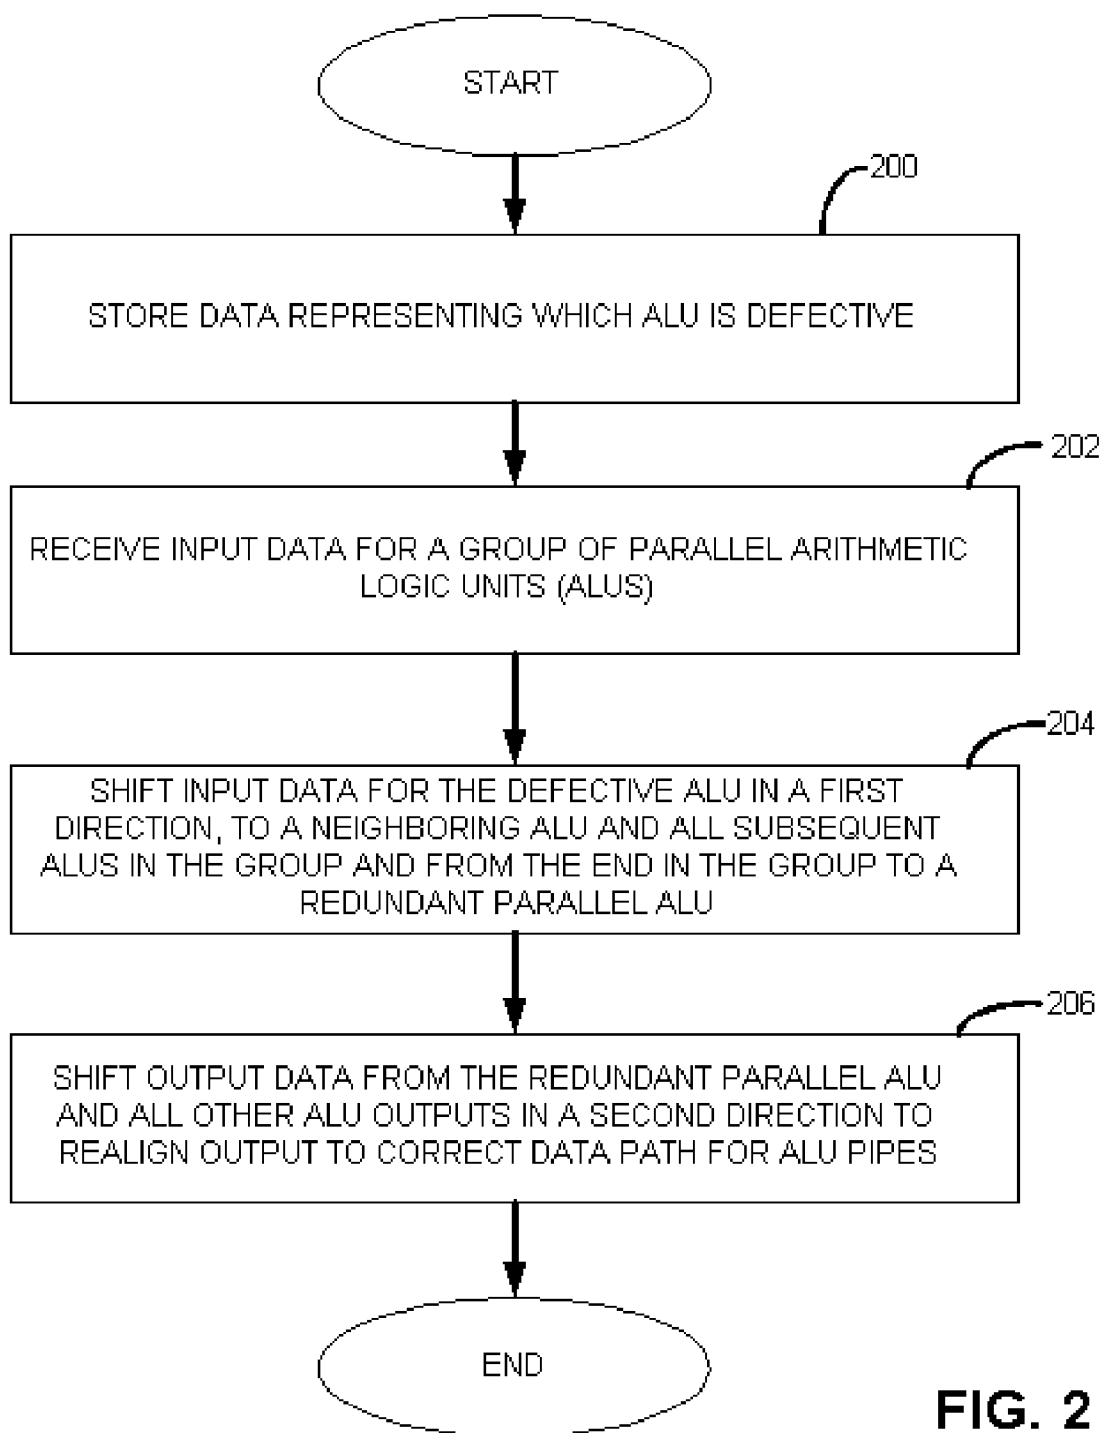 START
200
STORE DATA REPRESENTING WHICH ALU IS DEFECTIVE
202
RECEIVE INPUT DATA FOR A GROUP OF PARALLEL ARITHMETIC
LOGIC UNITS (ALUS)
204
SHIFT INPUT DATA FOR THE DEFECTIVE ALU IN A FIRST
DIRECTION, TO A NEIGHBORING ALU AND ALL SUBSEQUENT
ALUS IN THE GROUP AND FROM THE END IN THE GROUP TO A
REDUNDANT PARALLEL ALU
206
SHIFT OUTPUT DATA FROM THE REDUNDANT PARALLEL ALU
AND ALL OTHER ALU OUTPUTS IN A SECOND DIRECTION TO
REALIGN OUTPUT TO CORRECT DATA PATH FOR ALU PIPES
END
FIG. 2